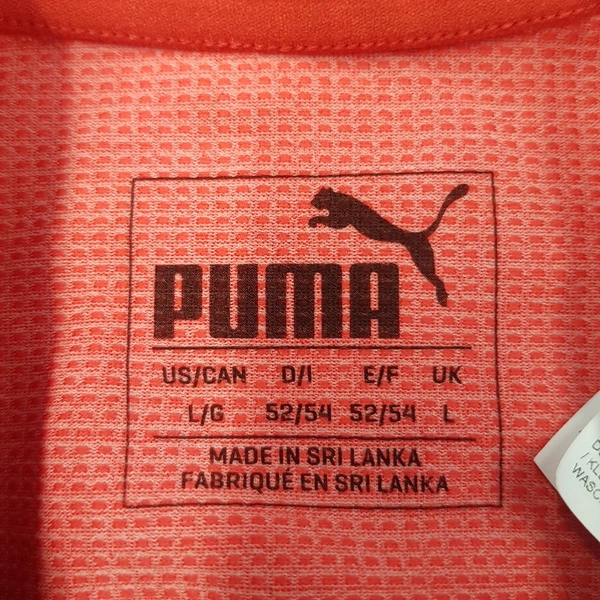 PUMA
US/CAN D/I E/F UK
L/G 52/54 52/54 L
MADE IN SRI LANKA
FABRIQUÉ EN SRI LANKA